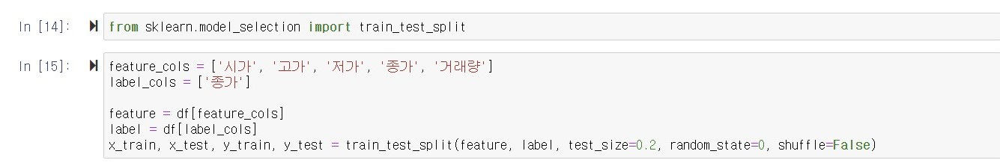 In [14]: from sklearn.model_selection import train_test_split
In [15]: feature_cols = ['시가', '고가', '저가', '종가', '거래량']
label_cols = ['종가']
feature = df[feature_cols]
label = df[label_cols]
x_train, x_test, y_train, y_test = train_test_split(feature, label, test_size=0.2, random_state=0, shuffle=False)